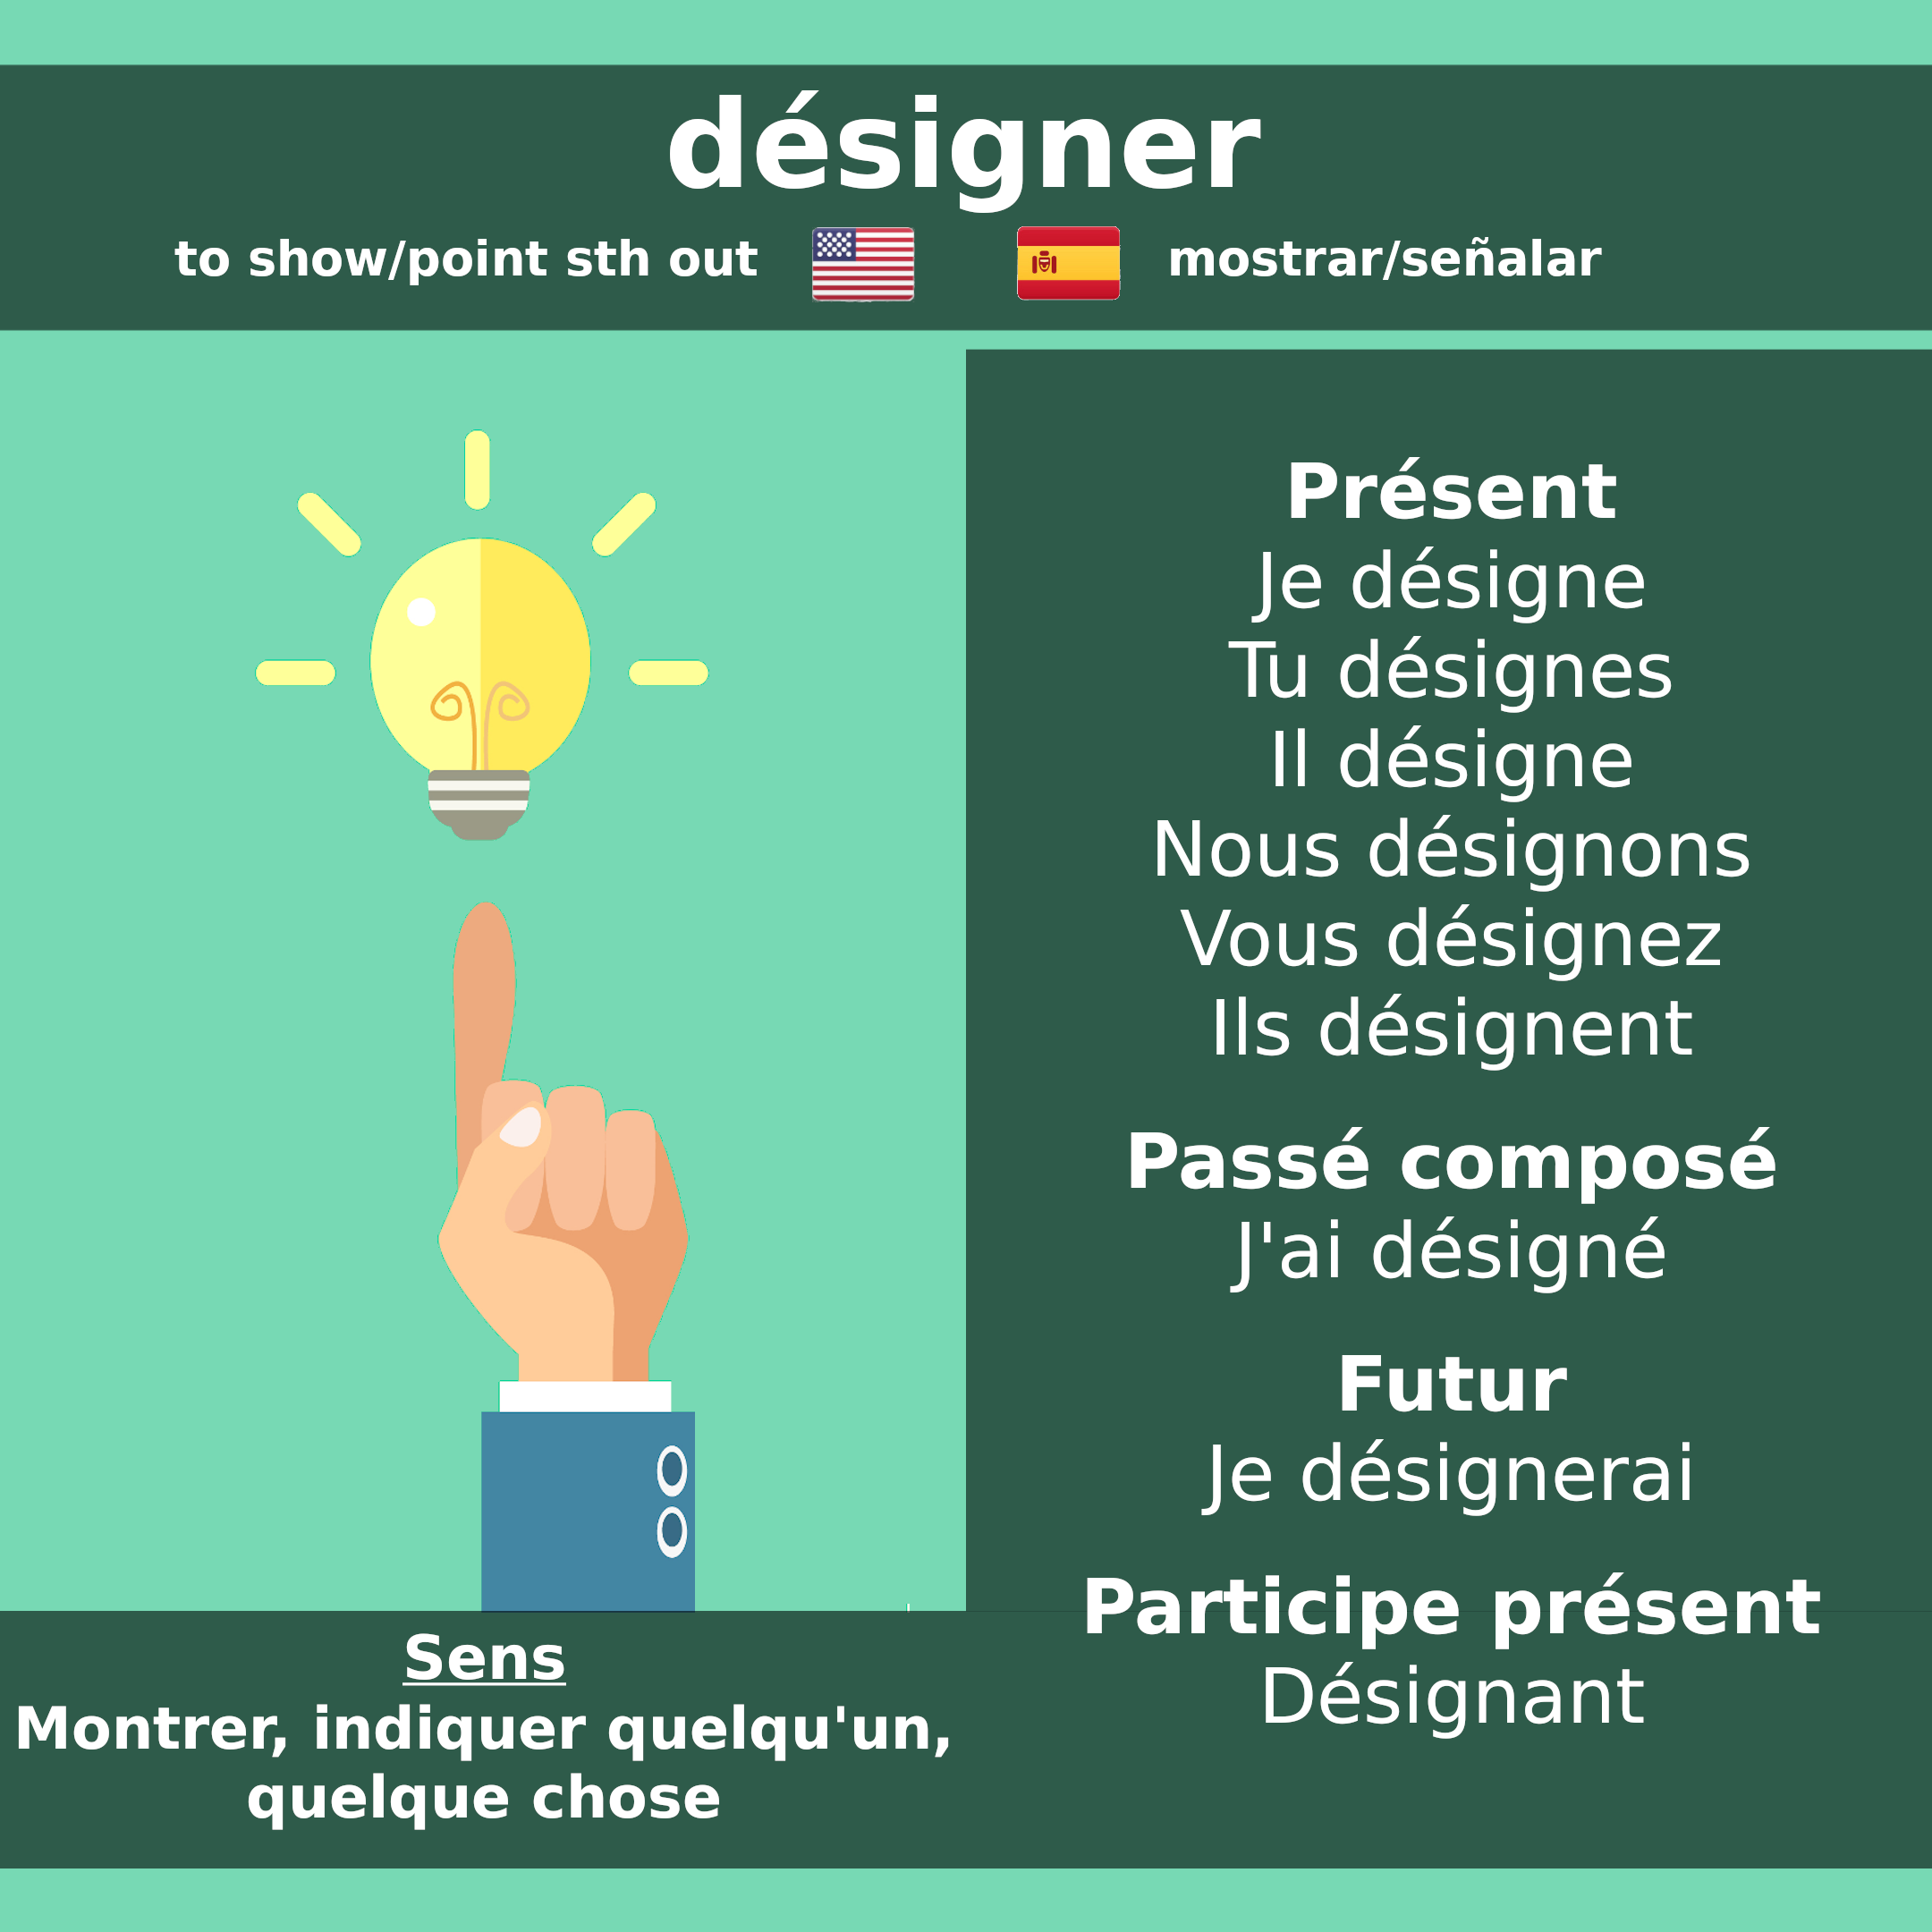 désigner
to show/point sth out
mostrar/señalar
Présent
Je désigne
Tu désignes
Il désigne
Nous désignons
Vous désignez
Ils désignent
Passé composé
J'ai désigné
Futur
Je désignerai
Participe présent
Désignant
Sens
Montrer, indiquer quelqu'un,
quelque chose